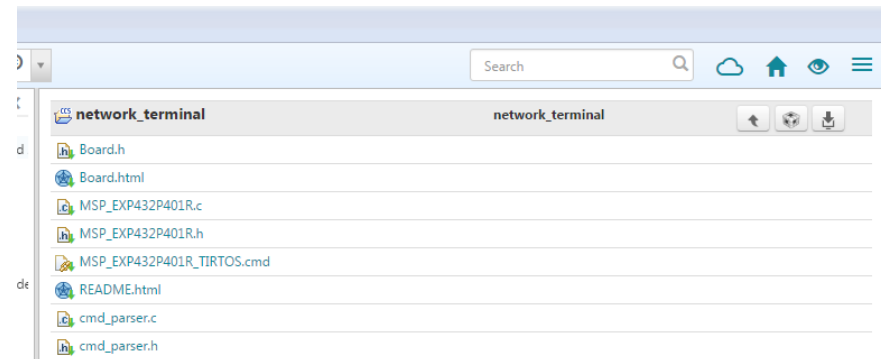 Search
network_terminal network_terminal
Board.h
Board.html
MSP_EXP432P401R.c
MSP_EXP432P401R.h
MSP_EXP432P401R_TIRTOS.cmd
README.html
cmd_parser.c
cmd_parser.h